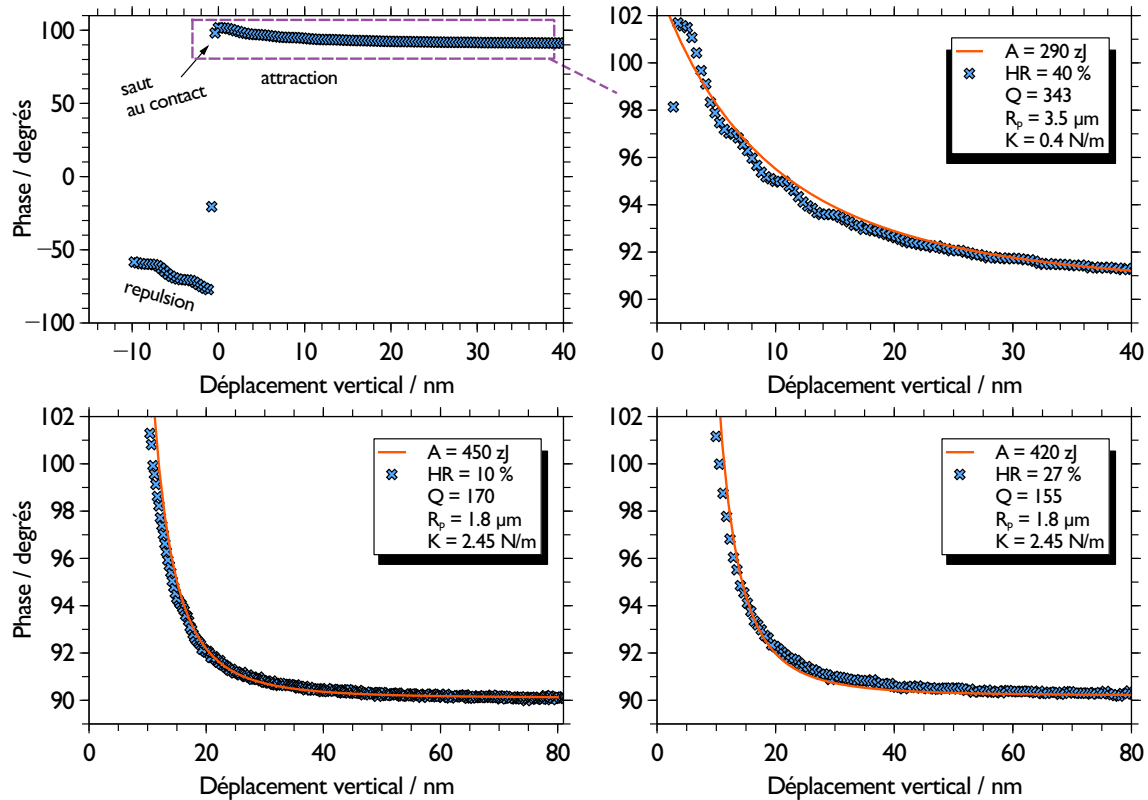 Phase / degrés
100
50
0
−50
−100
saut
au contact
attraction
repulsion
−10
0
10
20
30
40
Déplacement vertical / nm
102
100
98
96
94
92
90
A = 290 zJ
HR = 40 %
Q = 343
Rₚ = 3.5 µm
K = 0.4 N/m
0
10
20
30
40
Déplacement vertical / nm
Phase / degrés
102
100
98
96
94
92
90
A = 450 zJ
HR = 10 %
Q = 170
Rₚ = 1.8 µm
K = 2.45 N/m
0
20
40
60
80
Déplacement vertical / nm
102
100
98
96
94
92
90
A = 420 zJ
HR = 27 %
Q = 155
Rₚ = 1.8 µm
K = 2.45 N/m
0
20
40
60
80
Déplacement vertical / nm